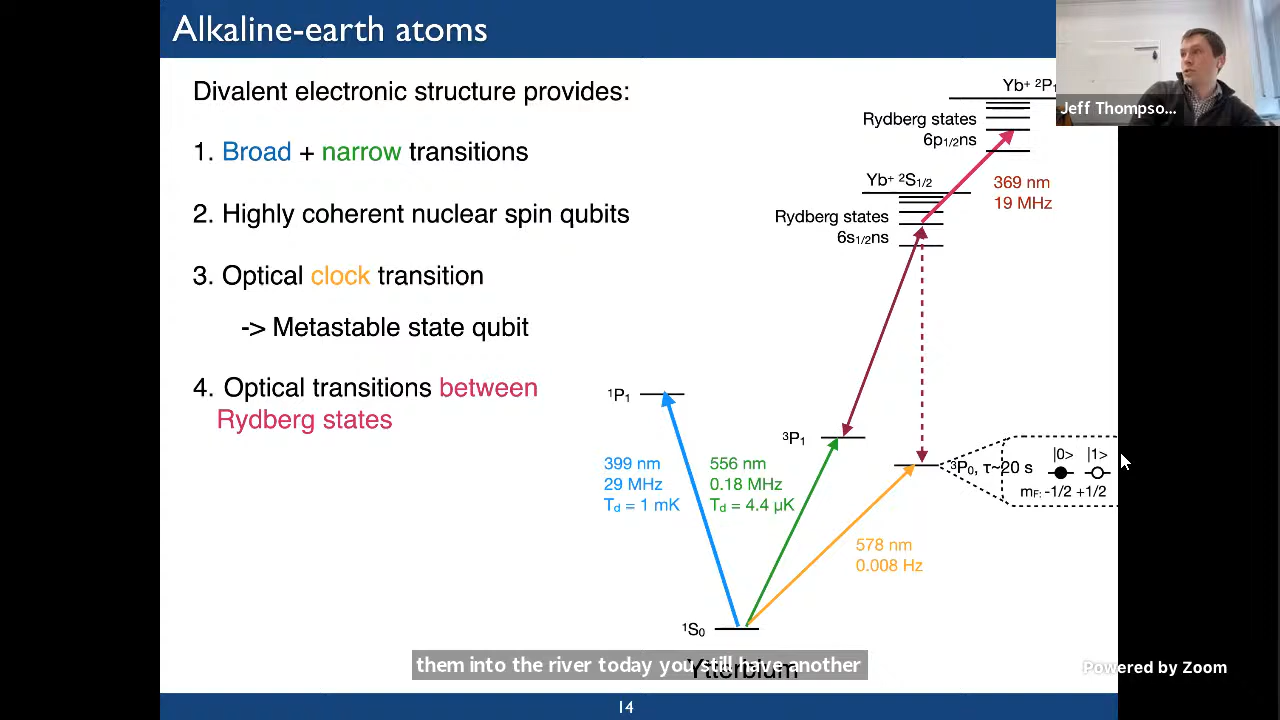 Alkaline-earth atoms
Divalent electronic structure provides:
1. Broad + narrow transitions
2. Highly coherent nuclear spin qubits
3. Optical clock transition
-> Metastable state qubit
4. Optical transitions between
Rydberg states
Yb+ ²P₁
Rydberg states
6p₁/₂ns
369 nm
19 MHz
Yb+ ²S₁/₂
Rydberg states
6s₁/₂ns
¹P₁
³P₁
399 nm
29 MHz
T_d = 1 mK
556 nm
0.18 MHz
T_d = 4.4 µK
³P₀, τ~20 s
|0> |1>
m_F: -1/2 +1/2
578 nm
0.008 Hz
¹S₀
Ytterbium
them into the river today you still have another
14
Jeff Thompso...
Powered by Zoom